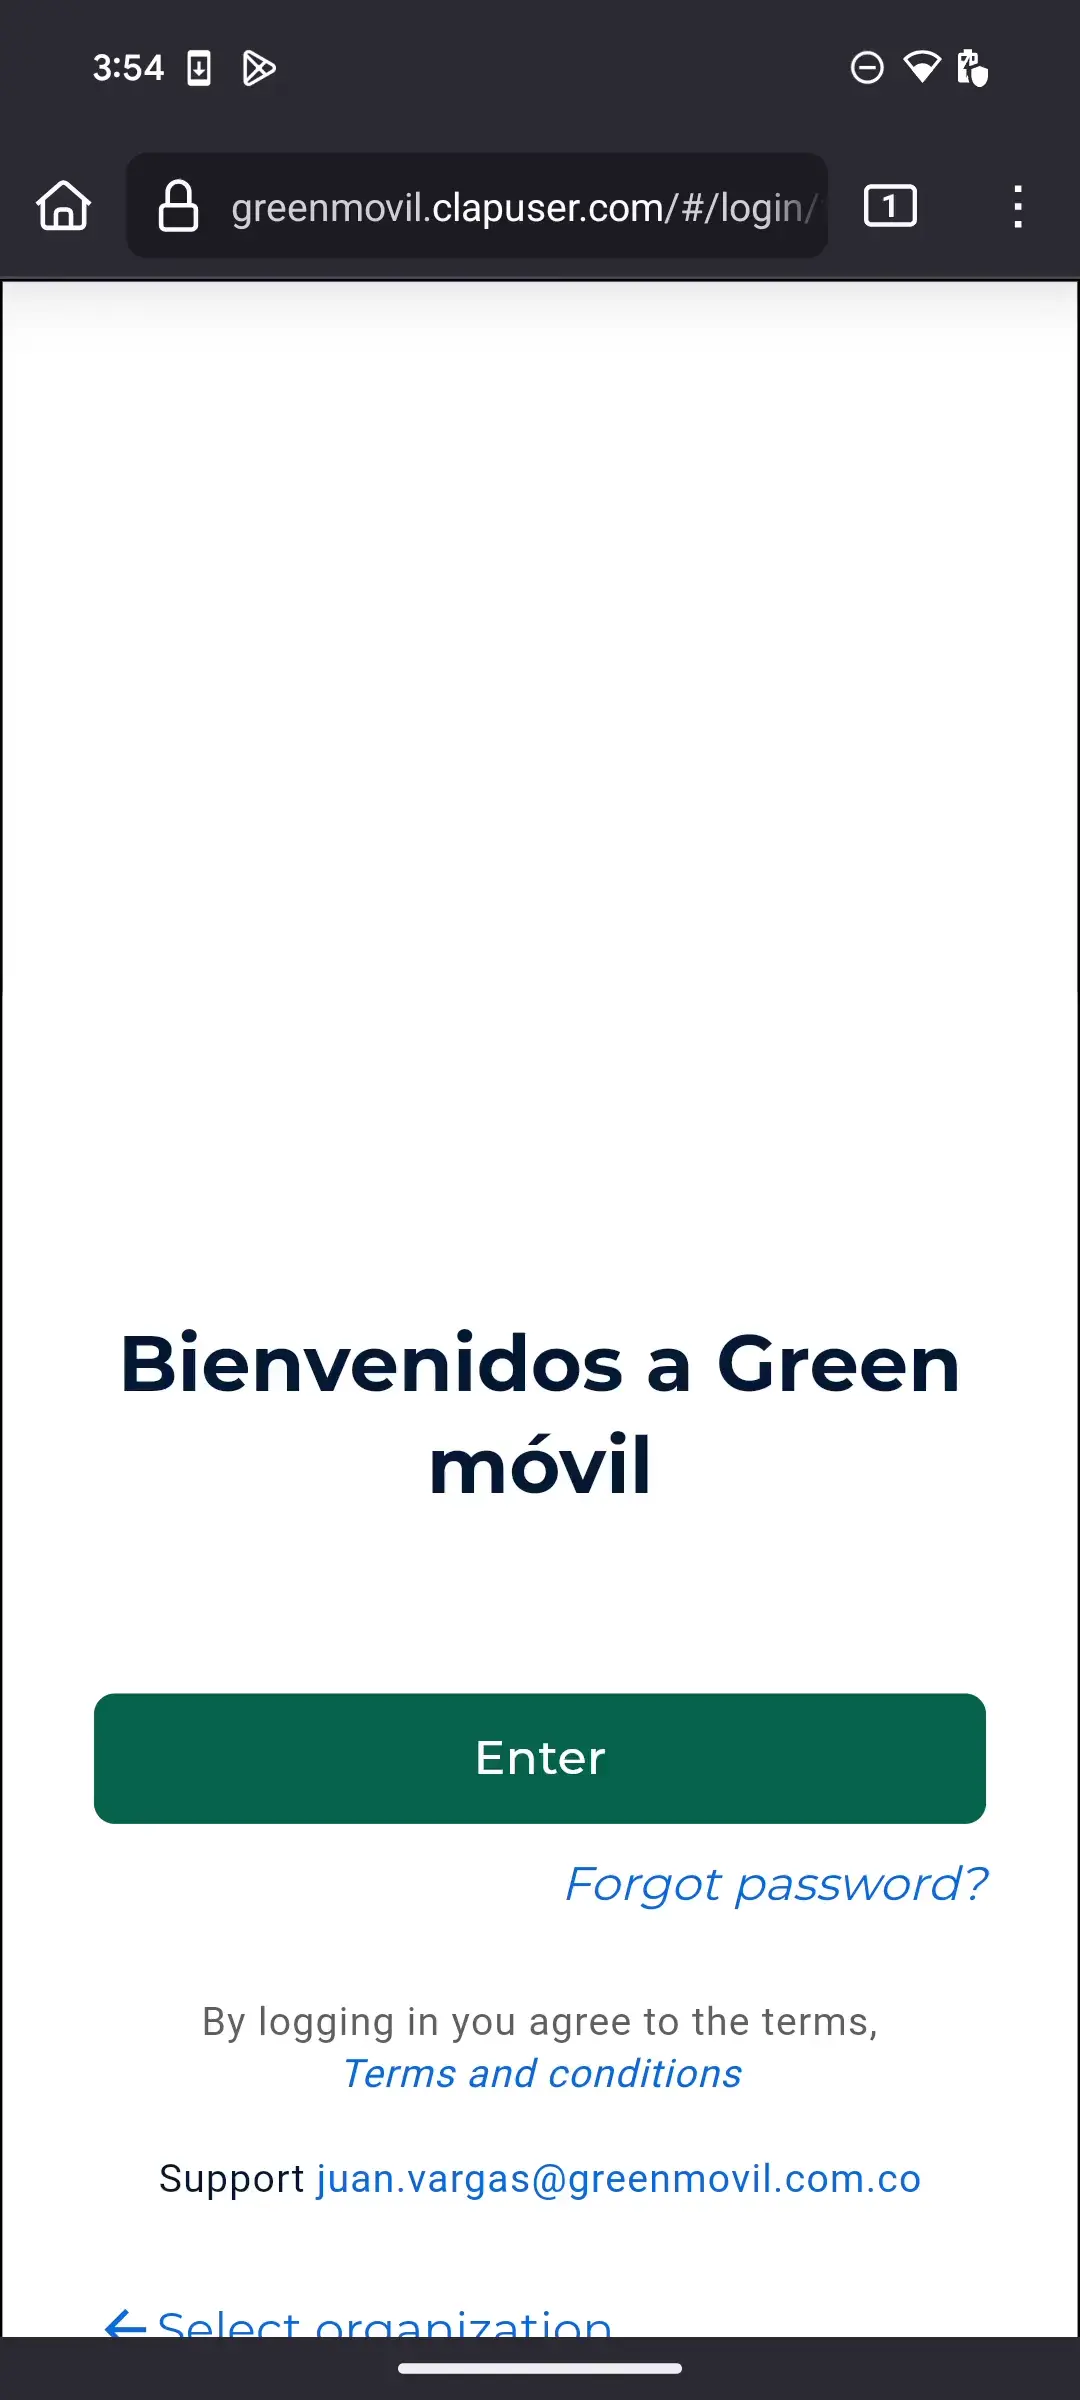 3:54
greenmovil.clapuser.com/#/login/
1
Bienvenidos a Green
móvil
Enter
Forgot password?
By logging in you agree to the terms,
Terms and conditions
Support juan.vargas@greenmovil.com.co
←Select organization